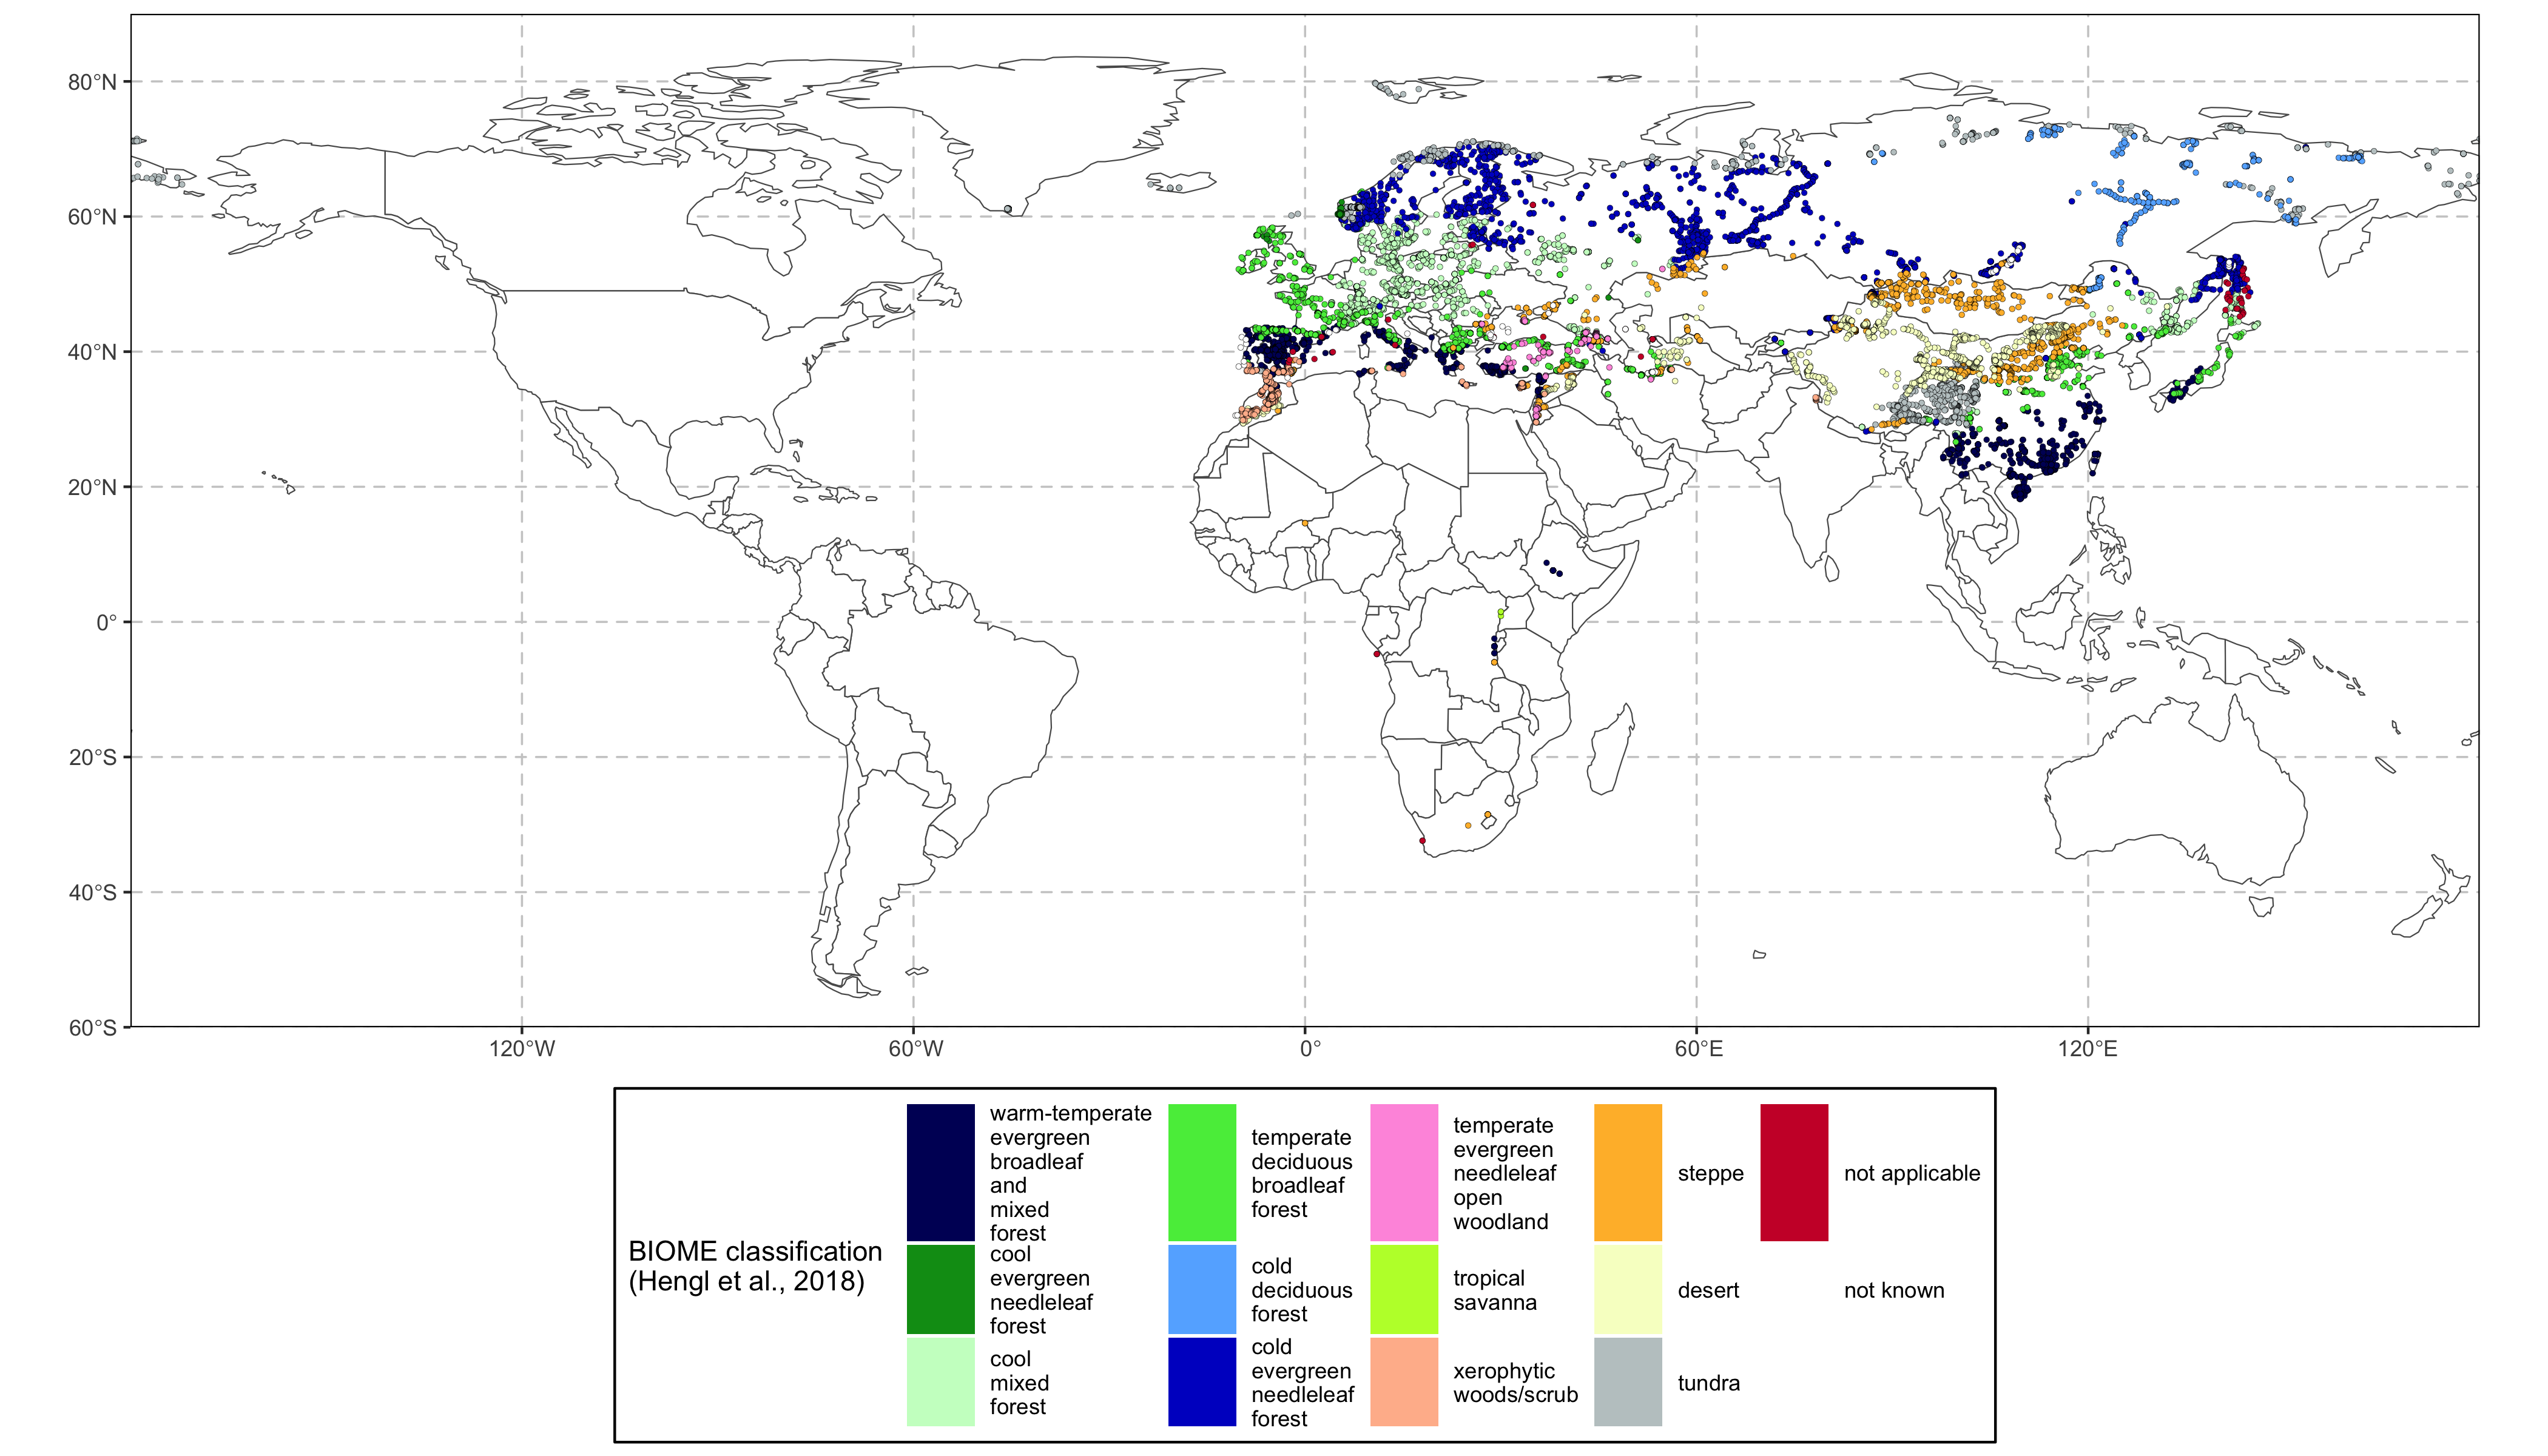 80°N
60°N
40°N
20°N
0°
20°S
40°S
60°S
120°W
60°W
0°
60°E
120°E
BIOME classification
(Hengl et al., 2018)
warm-temperate
evergreen
broadleaf
and
mixed
forest
cool
evergreen
needleleaf
forest
cool
mixed
forest
temperate
deciduous
broadleaf
forest
cold
deciduous
forest
cold
evergreen
needleleaf
forest
temperate
evergreen
needleleaf
open
woodland
tropical
savanna
xerophytic
woods/scrub
steppe
desert
tundra
not applicable
not known